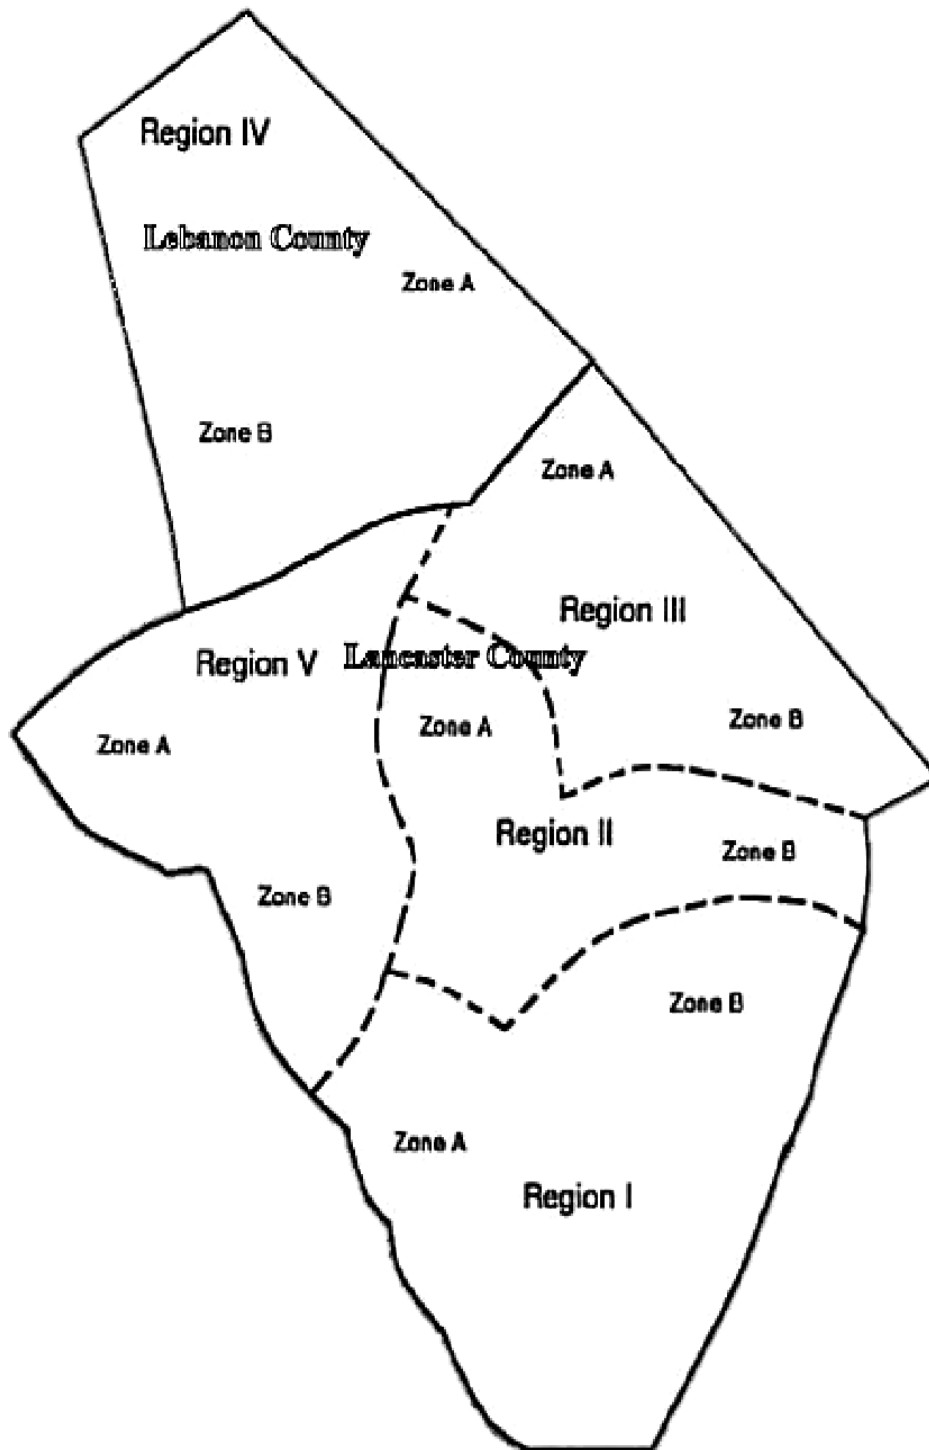 Region IV
Lebanon County
Zone A
Zone B
Zone A
Region III
Region V
Lancaster County
Zone A
Zone B
Zone A
Region II
Zone B
Zone B
Zone B
Zone A
Region I